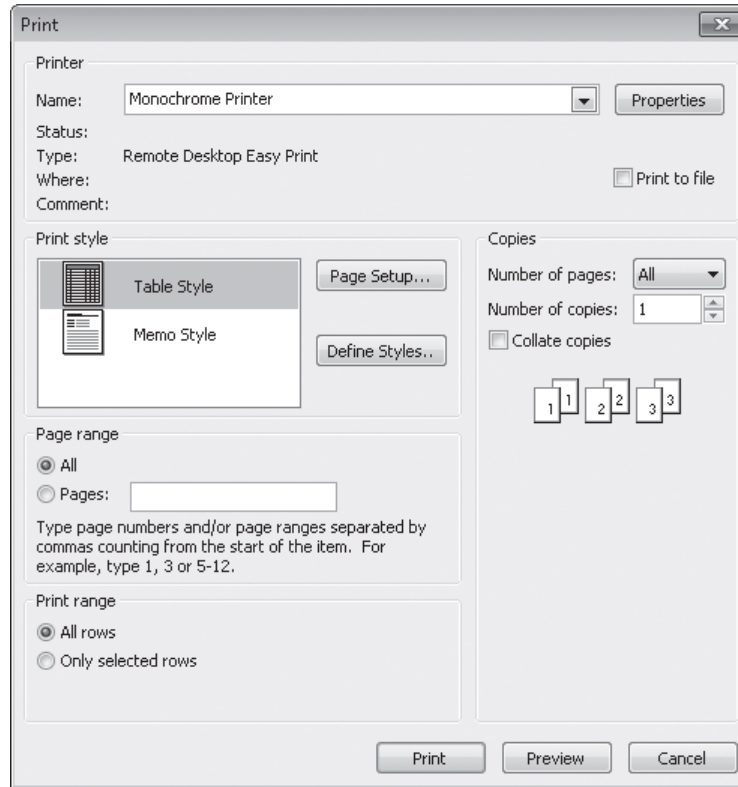 Print
Printer
Name: Monochrome Printer Properties
Status:
Type: Remote Desktop Easy Print
Where: Print to file
Comment:
Print style
Table Style
Memo Style
Page Setup...
Define Styles..
Copies
Number of pages: All
Number of copies: 1
Collate copies
1 1 2 2 3 3
Page range
All
Pages:
Type page numbers and/or page ranges separated by
commas counting from the start of the item. For
example, type 1, 3 or 5-12.
Print range
All rows
Only selected rows
Print Preview Cancel